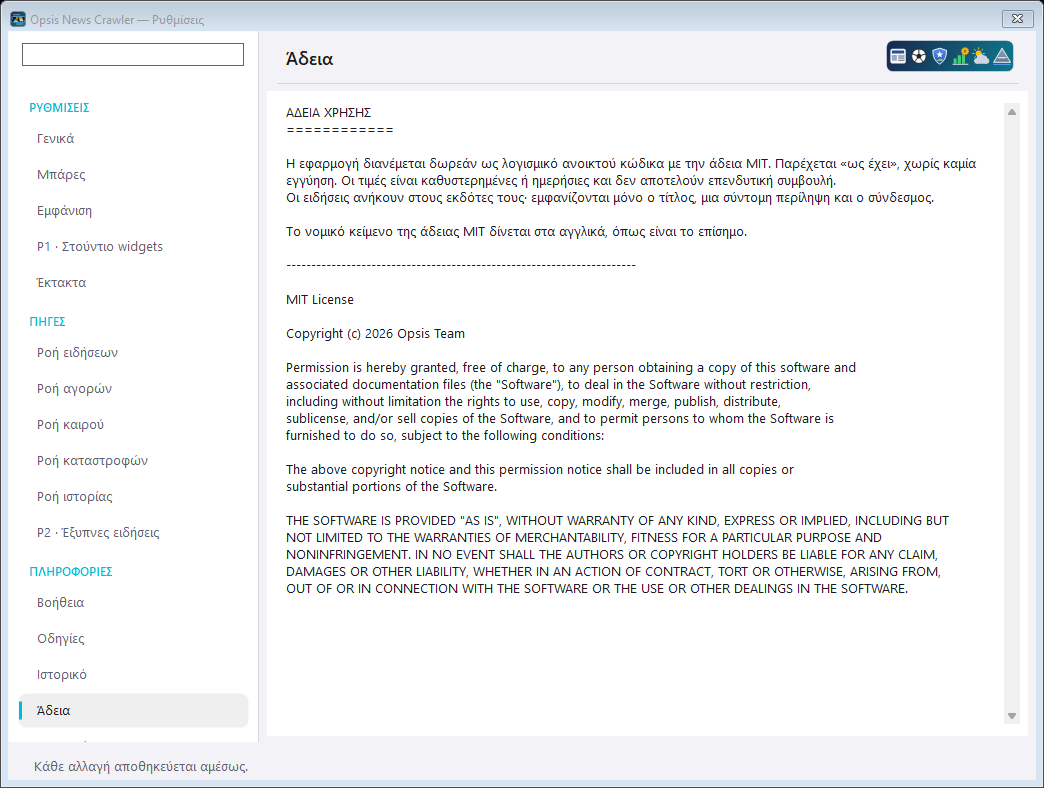 Opsis News Crawler — Ρυθμίσεις
ΡΥΘΜΙΣΕΙΣ
Γενικά
Μπάρες
Εμφάνιση
P1 · Στούντιο widgets
Έκτακτα
ΠΗΓΕΣ
Ροή ειδήσεων
Ροή αγορών
Ροή καιρού
Ροή καταστροφών
Ροή ιστορίας
P2 · Έξυπνες ειδήσεις
ΠΛΗΡΟΦΟΡΙΕΣ
Βοήθεια
Οδηγίες
Ιστορικό
Άδεια
Άδεια
ΑΔΕΙΑ ΧΡΗΣΗΣ
============
Η εφαρμογή διανέμεται δωρεάν ως λογισμικό ανοικτού κώδικα με την άδεια MIT. Παρέχεται «ως έχει», χωρίς καμία
εγγύηση. Οι τιμές είναι καθυστερημένες ή ημερήσιες και δεν αποτελούν επενδυτική συμβουλή.
Οι ειδήσεις ανήκουν στους εκδότες τους· εμφανίζονται μόνο ο τίτλος, μια σύντομη περίληψη και ο σύνδεσμος.
Το νομικό κείμενο της άδειας MIT δίνεται στα αγγλικά, όπως είναι το επίσημο.
----------------------------------------------------------------------
MIT License
Copyright (c) 2026 Opsis Team
Permission is hereby granted, free of charge, to any person obtaining a copy of this software and
associated documentation files (the "Software"), to deal in the Software without restriction,
including without limitation the rights to use, copy, modify, merge, publish, distribute,
sublicense, and/or sell copies of the Software, and to permit persons to whom the Software is
furnished to do so, subject to the following conditions:
The above copyright notice and this permission notice shall be included in all copies or
substantial portions of the Software.
THE SOFTWARE IS PROVIDED "AS IS", WITHOUT WARRANTY OF ANY KIND, EXPRESS OR IMPLIED, INCLUDING BUT
NOT LIMITED TO THE WARRANTIES OF MERCHANTABILITY, FITNESS FOR A PARTICULAR PURPOSE AND
NONINFRINGEMENT. IN NO EVENT SHALL THE AUTHORS OR COPYRIGHT HOLDERS BE LIABLE FOR ANY CLAIM,
DAMAGES OR OTHER LIABILITY, WHETHER IN AN ACTION OF CONTRACT, TORT OR OTHERWISE, ARISING FROM,
OUT OF OR IN CONNECTION WITH THE SOFTWARE OR THE USE OR OTHER DEALINGS IN THE SOFTWARE.
Κάθε αλλαγή αποθηκεύεται αμέσως.